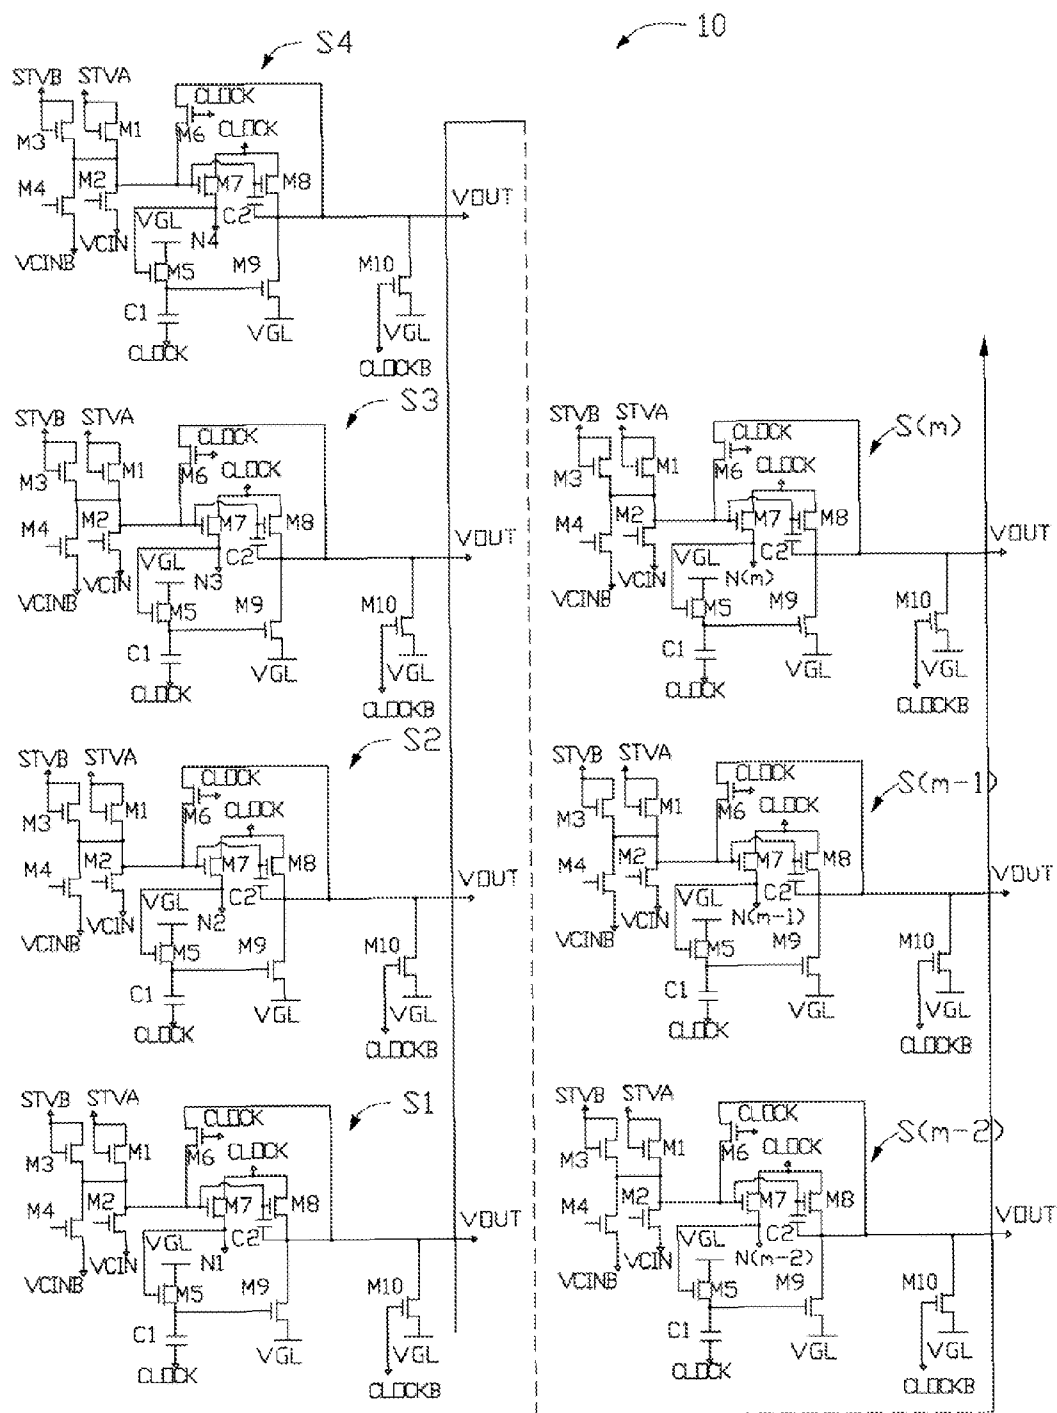 10
S4
STVB STVA
CLOCK
M3 M1
M6 CLOCK
M4 M2 M7 M8
VOUT
VGL C2
VCINB VCIN N4
M5 M9 M10
C1
VGL VGL
CLOCK CLOCKB
S3
STVB STVA
CLOCK
M3 M1
M6 CLOCK
M4 M2 M7 M8
VOUT
VGL C2
VCINB VCIN N3
M5 M9 M10
C1
VGL VGL
CLOCK CLOCKB
S2
STVB STVA
CLOCK
M3 M1
M6 CLOCK
M4 M2 M7 M8
VOUT
VGL C2
VCINB VCIN N2
M5 M9 M10
C1
VGL VGL
CLOCK CLOCKB
S1
STVB STVA
CLOCK
M3 M1
M6 CLOCK
M4 M2 M7 M8
VOUT
VGL C2
VCINB VCIN N1
M5 M9 M10
C1
VGL VGL
CLOCK CLOCKB
S(m)
STVB STVA
CLOCK
M3 M1
M6 CLOCK
M4 M2 M7 M8
VOUT
VGL C2
VCINB VCIN N(m)
M5 M9 M10
C1
VGL VGL
CLOCK CLOCKB
S(m-1)
STVB STVA
CLOCK
M3 M1
M6 CLOCK
M4 M2 M7 M8
VOUT
VGL C2
VCINB VCIN N(m-1)
M5 M9 M10
C1
VGL VGL
CLOCK CLOCKB
S(m-2)
STVB STVA
CLOCK
M3 M1
M6 CLOCK
M4 M2 M7 M8
VOUT
VGL C2
VCINB VCIN N(m-2)
M5 M9 M10
C1
VGL VGL
CLOCK CLOCKB